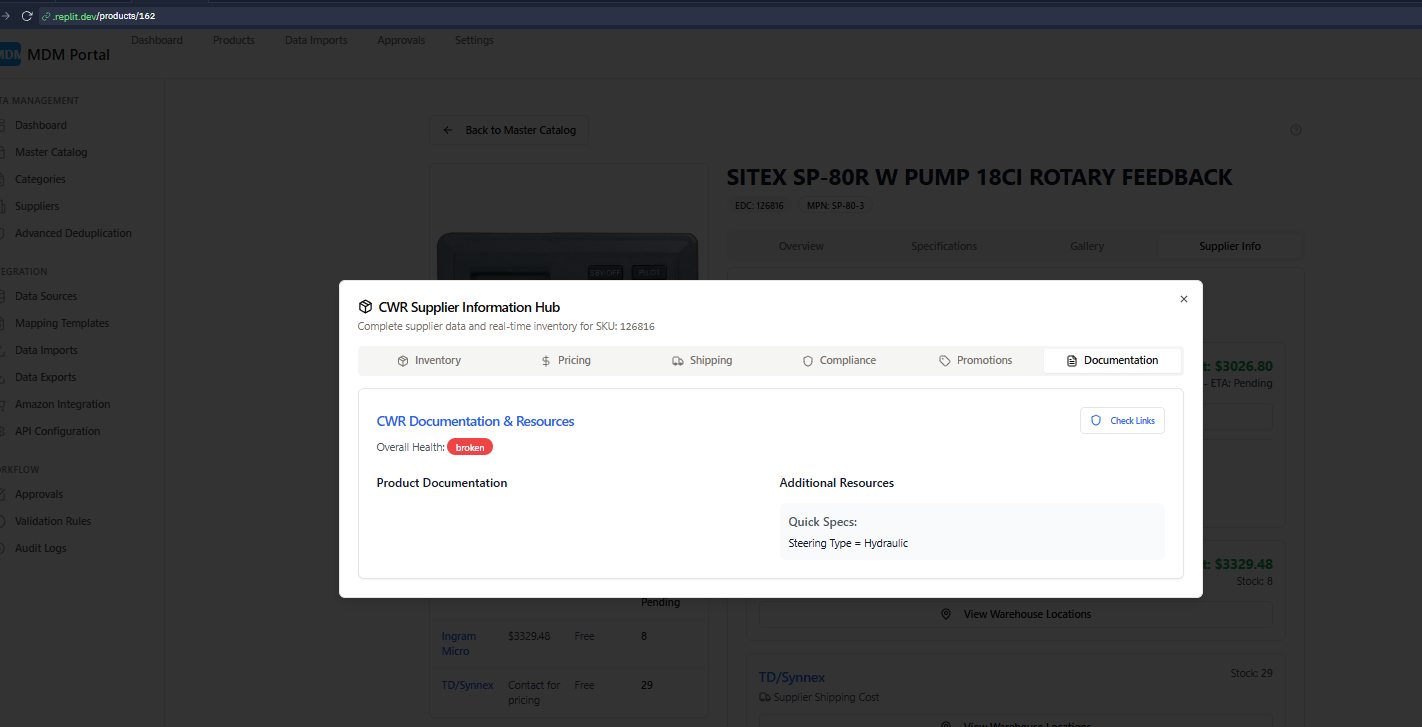 .replit.dev/products/162
Dashboard Products Data Imports Approvals Settings
MDM MDM Portal
TA MANAGEMENT
Dashboard
Master Catalog
Categories
Suppliers
Advanced Deduplication
EGRATION
Data Sources
Mapping Templates
Data Imports
Data Exports
Amazon Integration
API Configuration
RKFLOW
Approvals
Validation Rules
Audit Logs
Back to Master Catalog
SITEX SP-80R W PUMP 18CI ROTARY FEEDBACK
EDC: 126816 MPN: SP-80-3
Overview Specifications Gallery Supplier Info
STBY-OFF PILOT
CWR Supplier Information Hub
Complete supplier data and real-time inventory for SKU: 126816
Inventory Pricing Shipping Compliance Promotions Documentation
CWR Documentation & Resources
Check Links
Overall Health: broken
Product Documentation
Additional Resources
Quick Specs:
Steering Type = Hydraulic
t: $3026.80
- ETA: Pending
t: $3329.48
Stock: 8
View Warehouse Locations
Pending
Ingram Micro $3329.48 Free 8
TD/Synnex Contact for pricing Free 29
TD/Synnex
Stock: 29
Supplier Shipping Cost
View Warehouse Locations